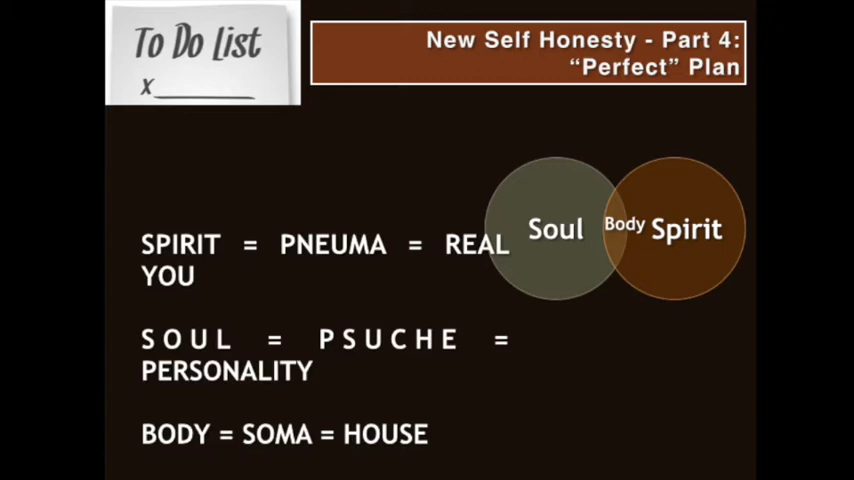 To Do List
x
New Self Honesty - Part 4:
“Perfect” Plan
Soul
Body
Spirit
SPIRIT = PNEUMA = REAL
YOU
SOUL = PSUCHE =
PERSONALITY
BODY = SOMA = HOUSE